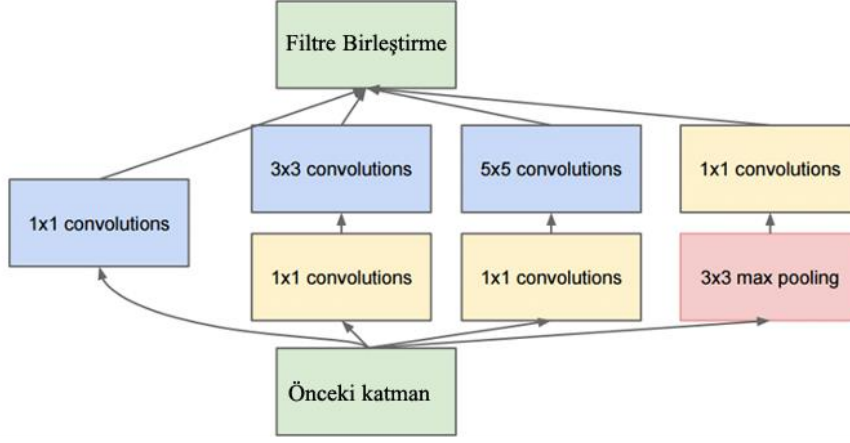 Filtre Birleştirme
3x3 convolutions
5x5 convolutions
1x1 convolutions
1x1 convolutions
1x1 convolutions
1x1 convolutions
3x3 max pooling
Önceki katman